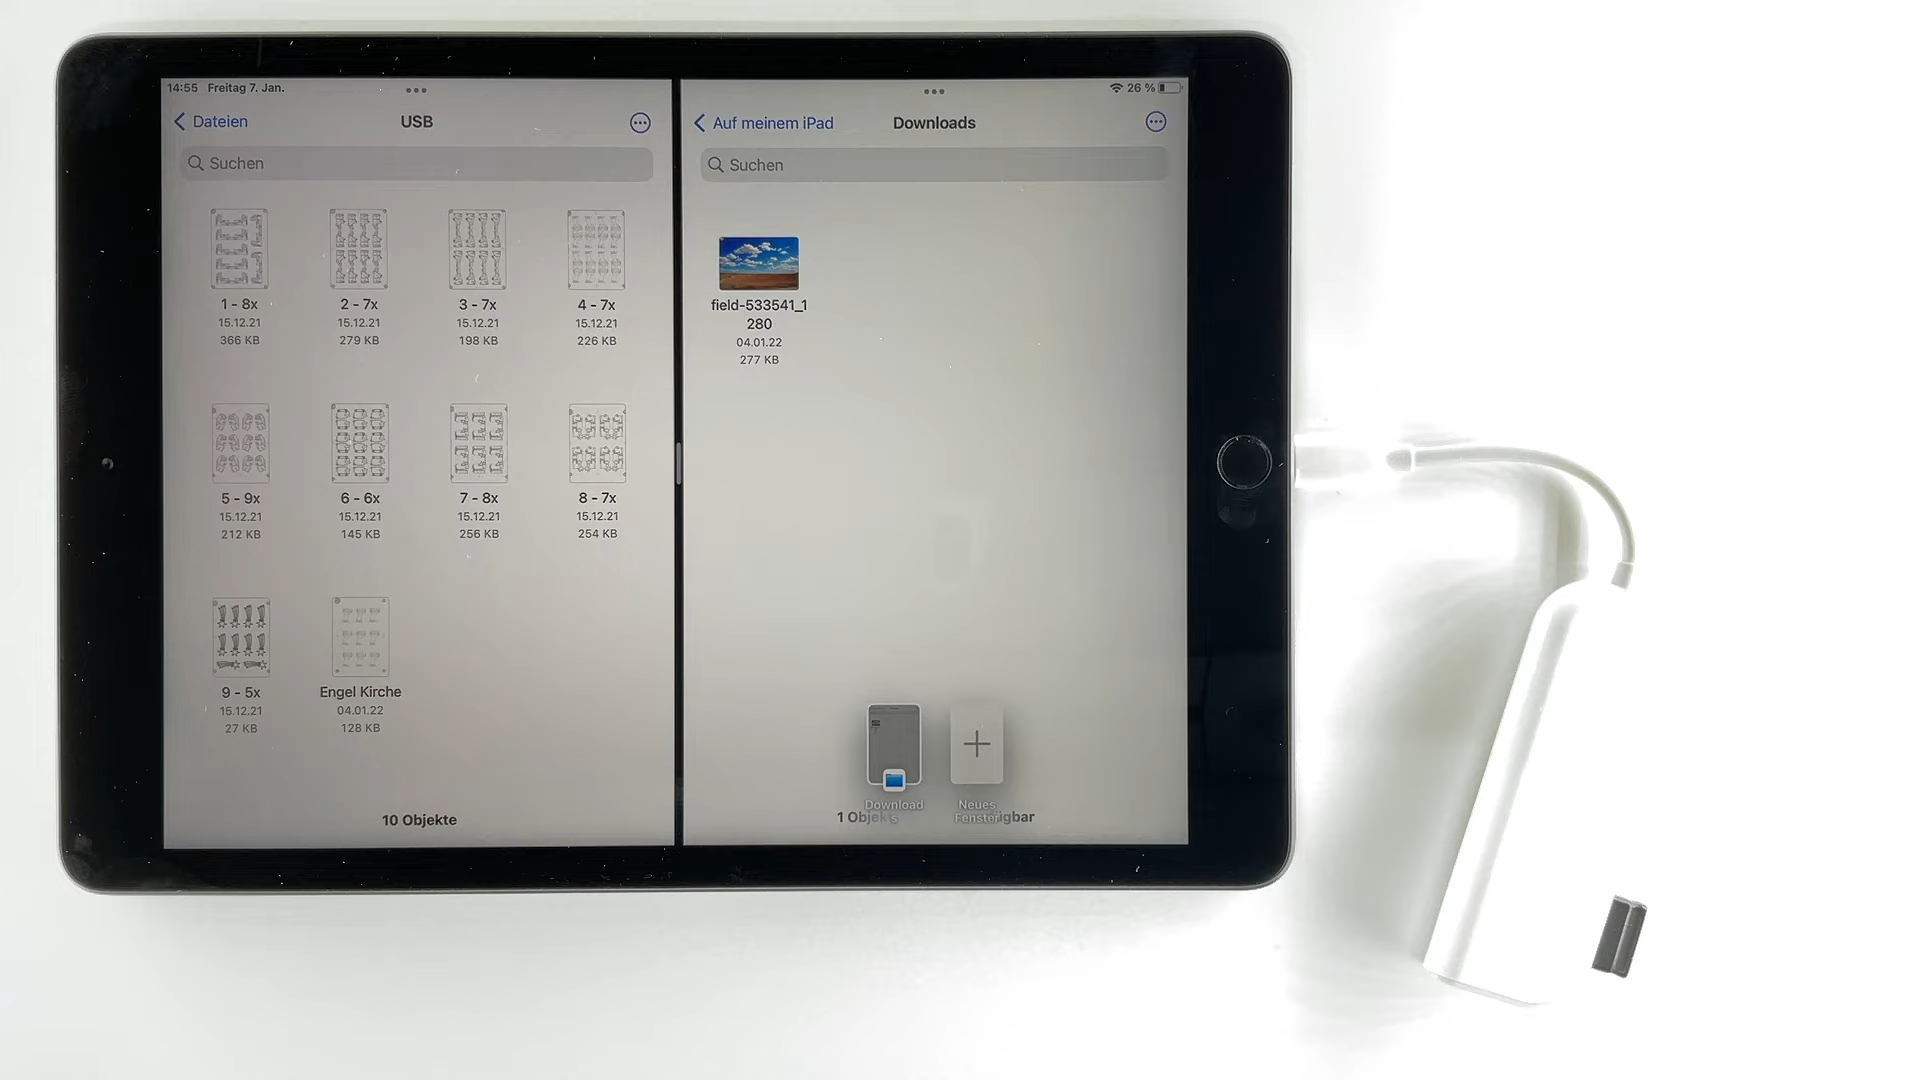 14:55 Freitag 7. Jan.
26 %
Dateien
USB
Suchen
1 - 8x
15.12.21
366 KB
2 - 7x
15.12.21
279 KB
3 - 7x
15.12.21
198 KB
4 - 7x
15.12.21
226 KB
5 - 9x
15.12.21
212 KB
6 - 6x
15.12.21
145 KB
7 - 8x
15.12.21
256 KB
8 - 7x
15.12.21
254 KB
9 - 5x
15.12.21
27 KB
Engel Kirche
04.01.22
128 KB
10 Objekte
Auf meinem iPad
Downloads
Suchen
field-533541_1
280
04.01.22
277 KB
Download
s
Neues
Fenster
1 Objek
gbar